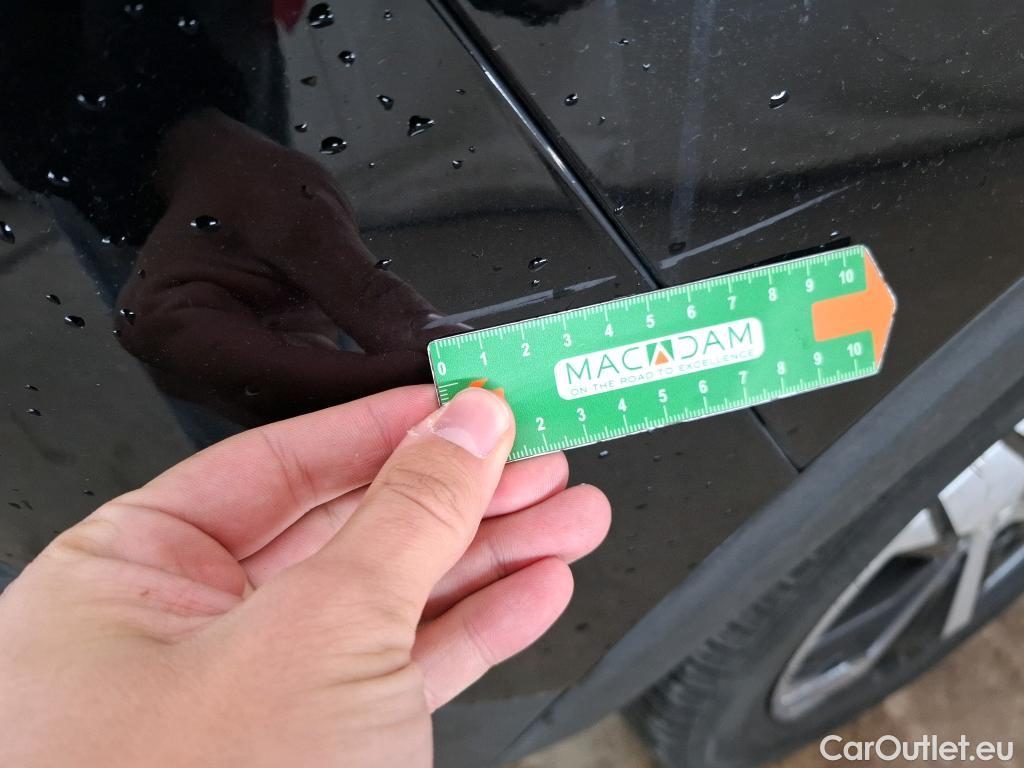 0 1 2 3 4 5 6 7 8 9 10
MACADAM
ON THE ROAD TO EXCELLENCE
2 3 4 5 6 7 8 9 10
CarOutlet.eu